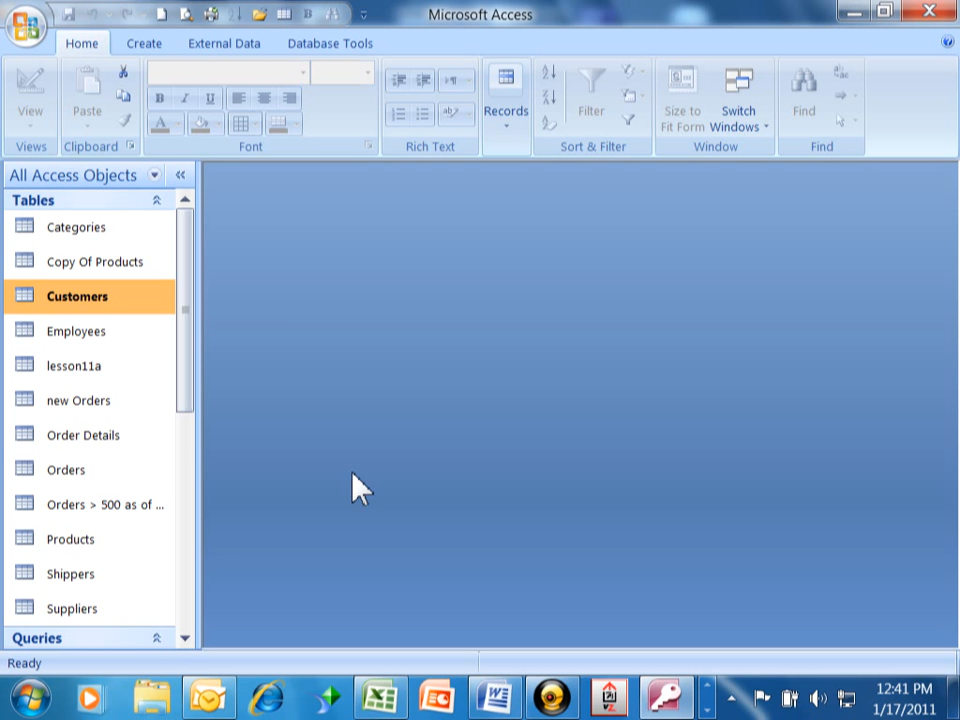 Microsoft Access
Home Create External Data Database Tools
View
Paste
B I U
A
ab
Records
Filter
Size to
Fit Form
Switch
Windows
Find
Views Clipboard Font Rich Text Sort & Filter Window Find
All Access Objects
Tables
Categories
Copy Of Products
Customers
Employees
lesson11a
new Orders
Order Details
Orders
Orders > 500 as of ...
Products
Shippers
Suppliers
Queries
Ready
12:41 PM
1/17/2011